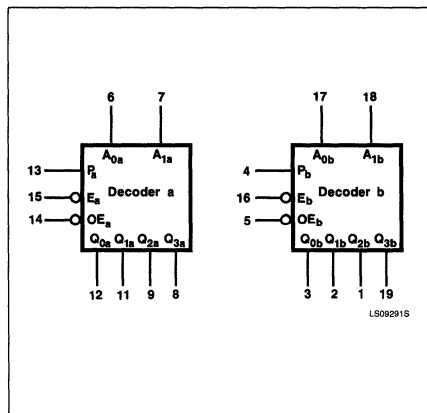 6 7 17 18
A0a A1a A0b A1b
13 Pa 4 Pb
Decoder a Decoder b
15 Ea 16 Eb
14 OEa 5 OEb
Q0a Q1a Q2a Q3a Q0b Q1b Q2b Q3b
12 11 9 8 3 2 1 19
LS09291S